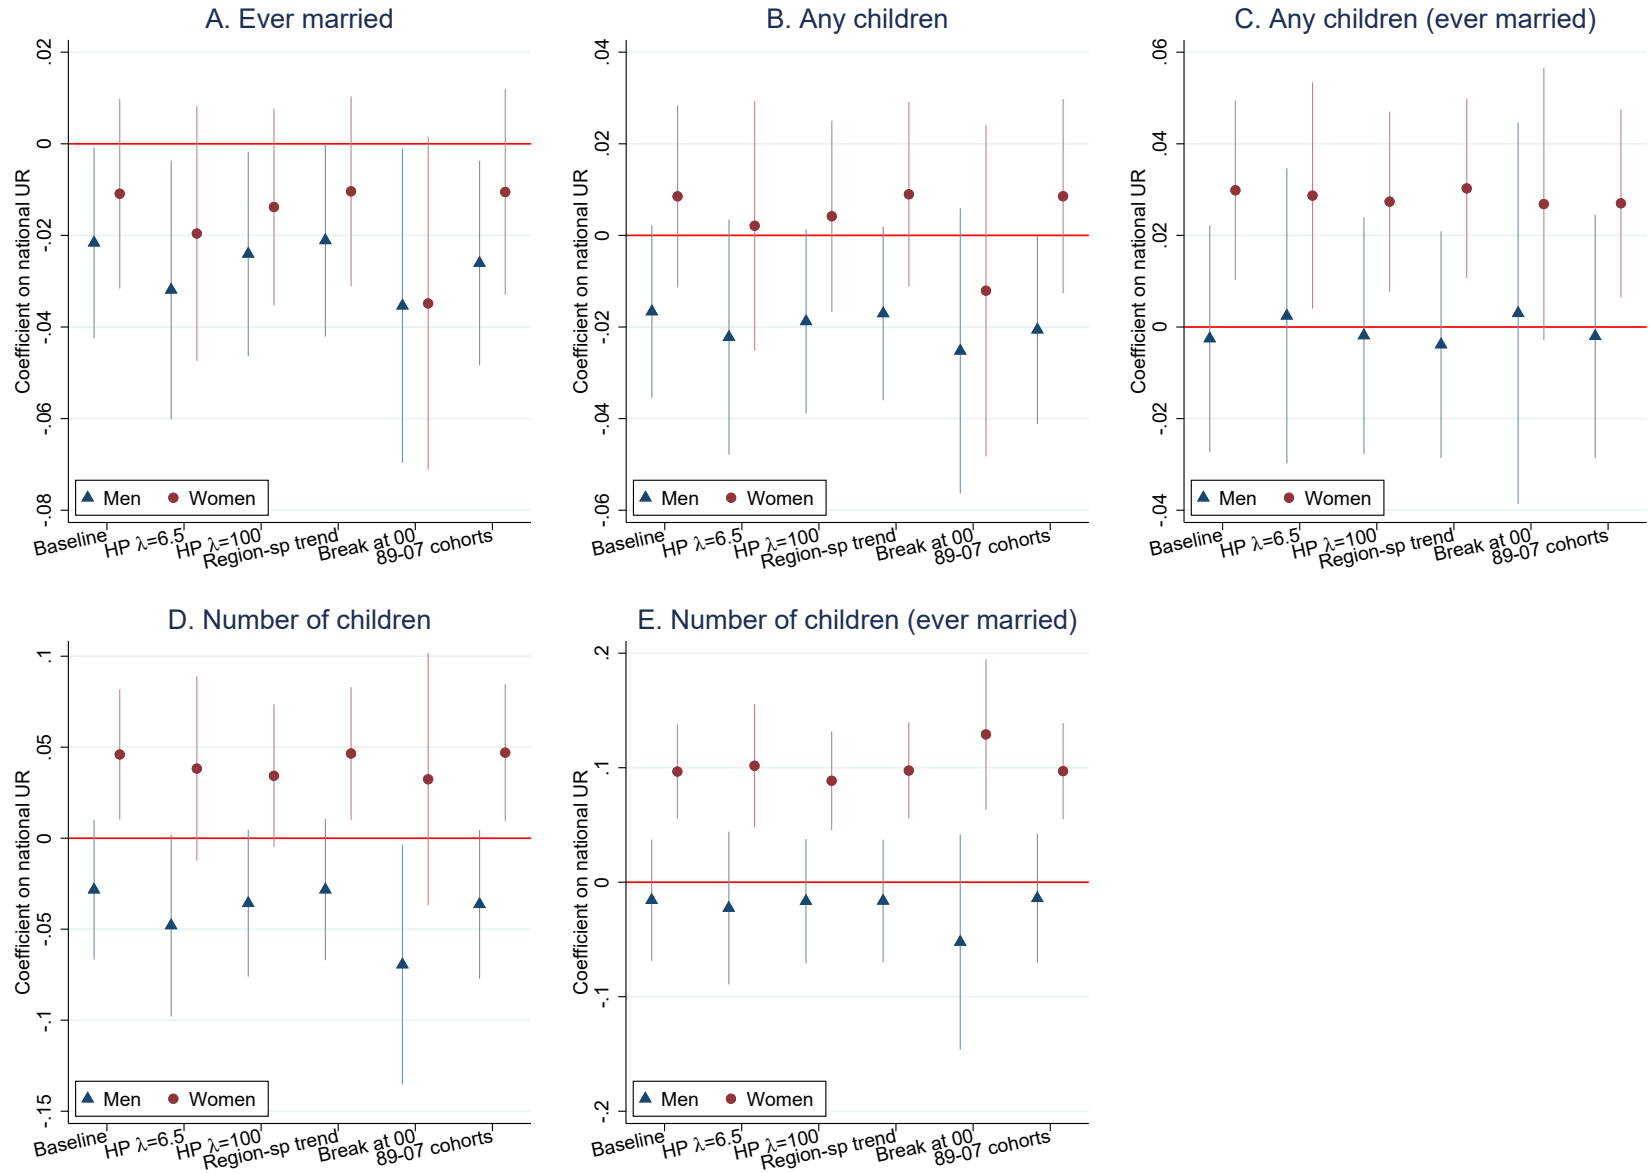 A. Ever married
Coefficient on national UR
.02
0
-.02
-.04
-.06
-.08
Men
Women
Baseline
HP λ=6.5
HP λ=100
Region-sp trend
Break at 00
89-07 cohorts
B. Any children
Coefficient on national UR
.04
.02
0
-.02
-.04
-.06
Men
Women
Baseline
HP λ=6.5
HP λ=100
Region-sp trend
Break at 00
89-07 cohorts
C. Any children (ever married)
Coefficient on national UR
.06
.04
.02
0
-.02
-.04
Men
Women
Baseline
HP λ=6.5
HP λ=100
Region-sp trend
Break at 00
89-07 cohorts
D. Number of children
Coefficient on national UR
.1
.05
0
-.05
-.1
-.15
Men
Women
Baseline
HP λ=6.5
HP λ=100
Region-sp trend
Break at 00
89-07 cohorts
E. Number of children (ever married)
Coefficient on national UR
.2
.1
0
-.1
-.2
Men
Women
Baseline
HP λ=6.5
HP λ=100
Region-sp trend
Break at 00
89-07 cohorts